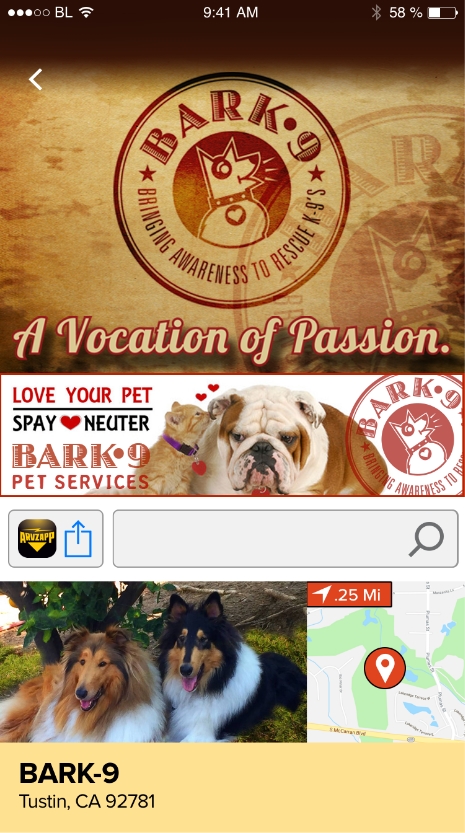 BL
9:41 AM
58 %
BARK•9
BRINGING AWARENESS TO RESCUE K-9'S
A Vocation of Passion.
LOVE YOUR PET
SPAY NEUTER
BARK•9
PET SERVICES
BARK•9
BRINGING AWARENESS TO RESCUE
ARVZAPP
.25 Mi
E McCarran Blvd
BARK-9
Tustin, CA 92781